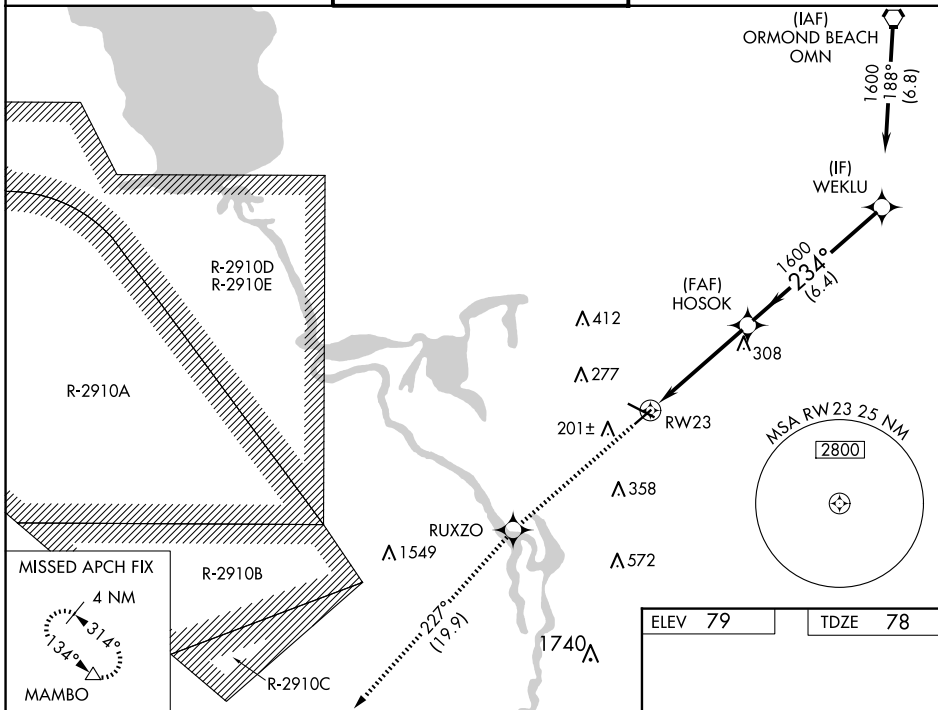 (IAF)
ORMOND BEACH
OMN
1600
188°
(6.8)
(IF)
WEKLU
1600
234°
(6.4)
(FAF)
HOSOK
R-2910D
R-2910E
412
308
277
R-2910A
201±
RW23
MSA RW23 25 NM
2800
358
RUXZO
1549
572
R-2910B
MISSED APCH FIX
4 NM
314°
134°
MAMBO
227°
(19.9)
1740
R-2910C
ELEV 79
TDZE 78